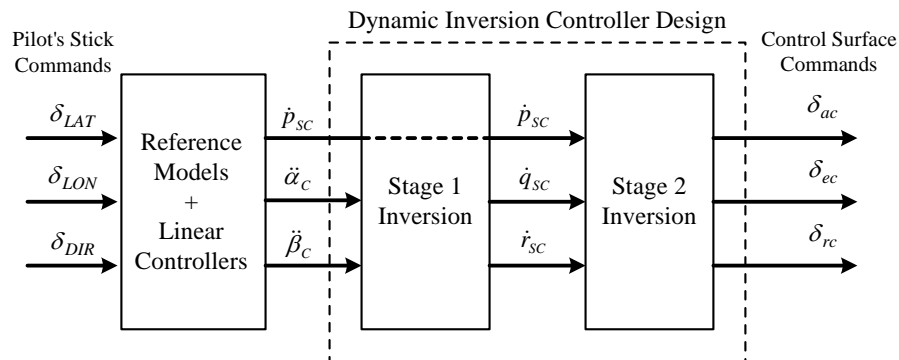 Dynamic Inversion Controller Design
Pilot's Stick
Commands
Control Surface
Commands
δ_LAT
δ_LON
δ_DIR
Reference
Models
+
Linear
Controllers
ṗ_SC
α̈_C
β̈_C
Stage 1
Inversion
ṗ_SC
q̇_SC
ṙ_SC
Stage 2
Inversion
δ_ac
δ_ec
δ_rc